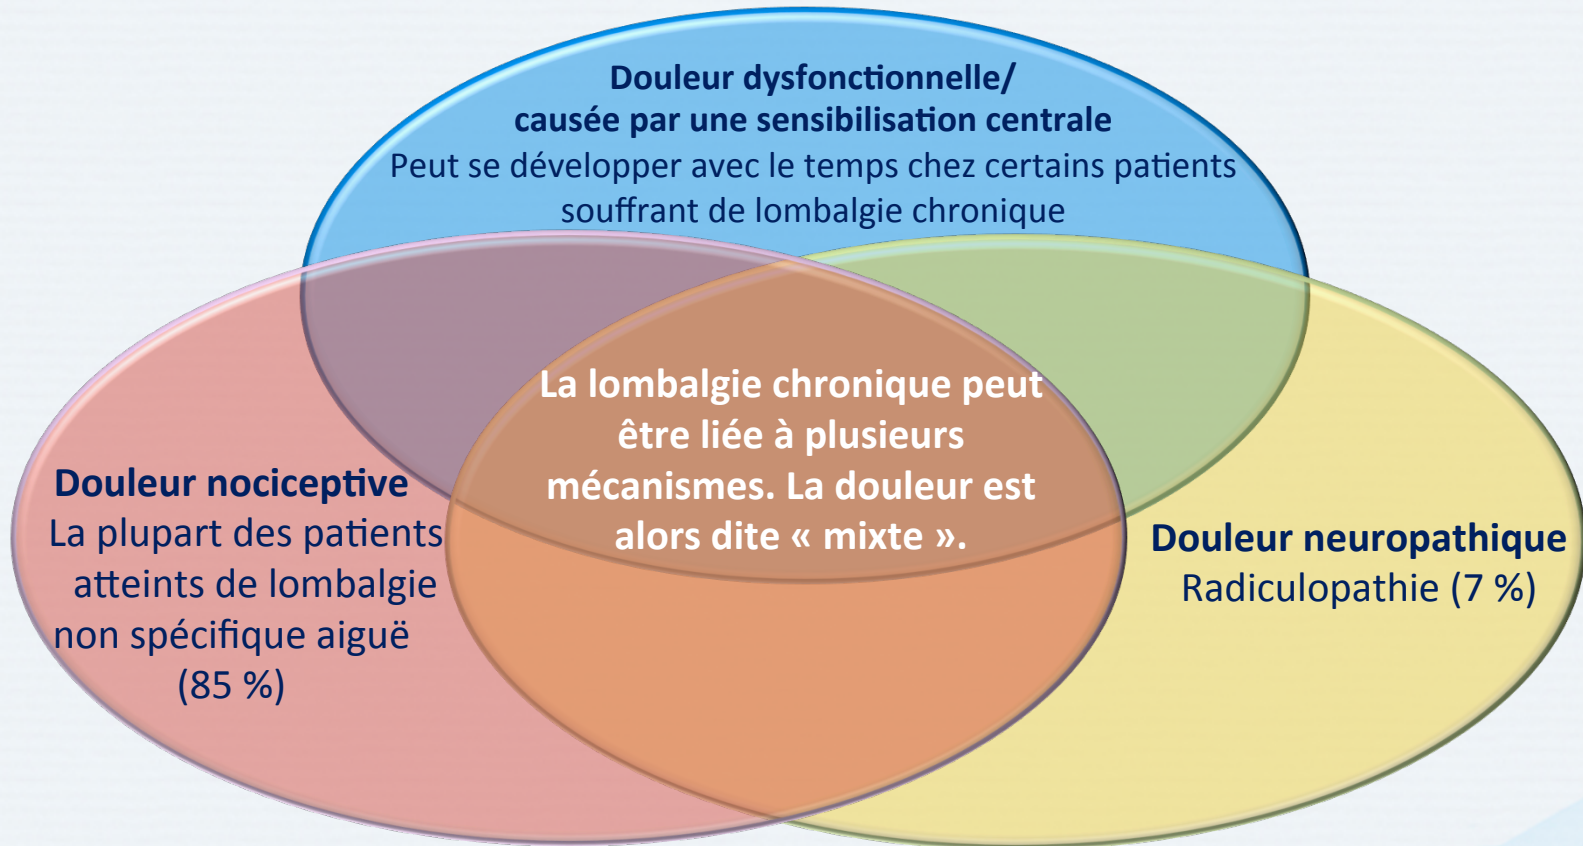 Douleur dysfonctionnelle/
causée par une sensibilisation centrale
Peut se développer avec le temps chez certains patients
souffrant de lombalgie chronique
La lombalgie chronique peut
être liée à plusieurs
mécanismes. La douleur est
alors dite « mixte ».
Douleur nociceptive
La plupart des patients
atteints de lombalgie
non spécifique aiguë
(85 %)
Douleur neuropathique
Radiculopathie (7 %)